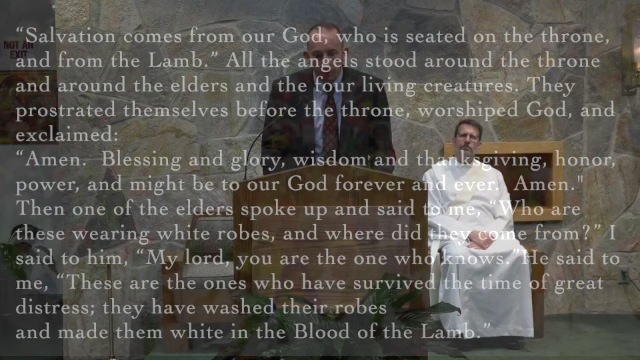 “Salvation comes from our God, who is seated on the throne,
and from the Lamb.” All the angels stood around the throne
and around the elders and the four living creatures. They
prostrated themselves before the throne, worshiped God, and
exclaimed:
“Amen.  Blessing and glory, wisdom and thanksgiving, honor,
power, and might be to our God forever and ever.  Amen."
Then one of the elders spoke up and said to me, “Who are
these wearing white robes, and where did they come from?” I
said to him, “My lord, you are the one who knows.”He said to
me, “These are the ones who have survived the time of great
distress; they have washed their robes
and made them white in the Blood of the Lamb.”
NOT AN
EXIT